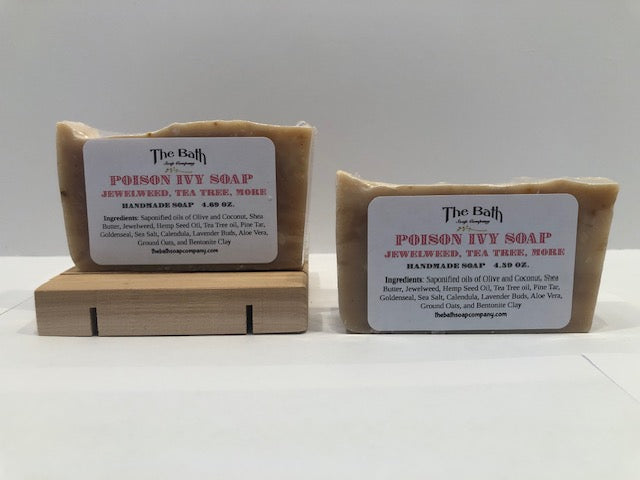 The Bath
Soap Company
POISON IVY SOAP
JEWELWEED, TEA TREE, MORE
HANDMADE SOAP 4.69 OZ.
Ingredients: Saponified oils of Olive and Coconut, Shea
Butter, Jewelweed, Hemp Seed Oil, Tea Tree oil, Pine Tar,
Goldenseal, Sea Salt, Calendula, Lavender Buds, Aloe Vera,
Ground Oats, and Bentonite Clay
thebathsoapcompany.com
The Bath
Soap Company
POISON IVY SOAP
JEWELWEED, TEA TREE, MORE
HANDMADE SOAP 4.59 OZ.
Ingredients: Saponified oils of Olive and Coconut, Shea
Butter, Jewelweed, Hemp Seed Oil, Tea Tree oil, Pine Tar,
Goldenseal, Sea Salt, Calendula, Lavender Buds, Aloe Vera,
Ground Oats, and Bentonite Clay
thebathsoapcompany.com